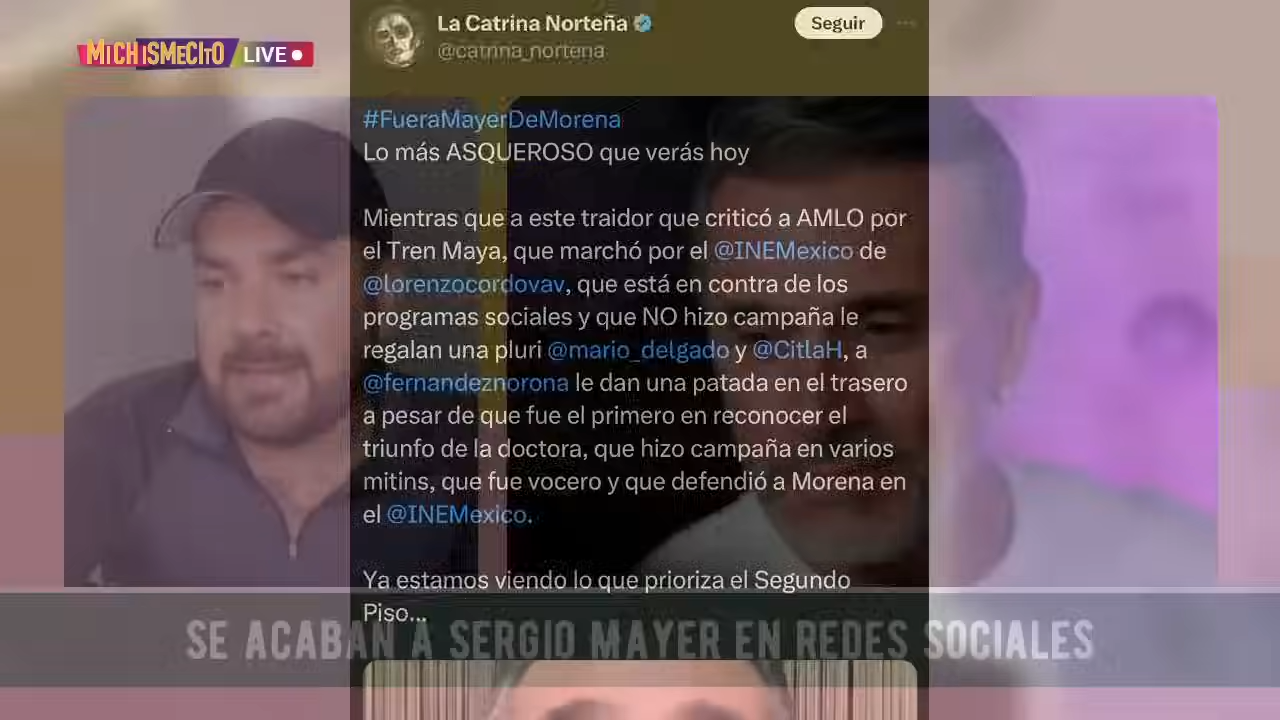 MICHISMECITO LIVE
La Catrina Norteña
@catrina_nortena
Seguir
#FueraMayerDeMorena
Lo más ASQUEROSO que verás hoy
Mientras que a este traidor que criticó a AMLO por
el Tren Maya, que marchó por el @INEMexico de
@lorenzocordovav, que está en contra de los
programas sociales y que NO hizo campaña le
regalan una pluri @mario_delgado y @CitlaH, a
@fernandeznorona le dan una patada en el trasero
a pesar de que fue el primero en reconocer el
triunfo de la doctora, que hizo campaña en varios
mitins, que fue vocero y que defendió a Morena en
el @INEMexico.
Ya estamos viendo lo que prioriza el Segundo
Piso...
SE ACABAN A SERGIO MAYER EN REDES SOCIALES